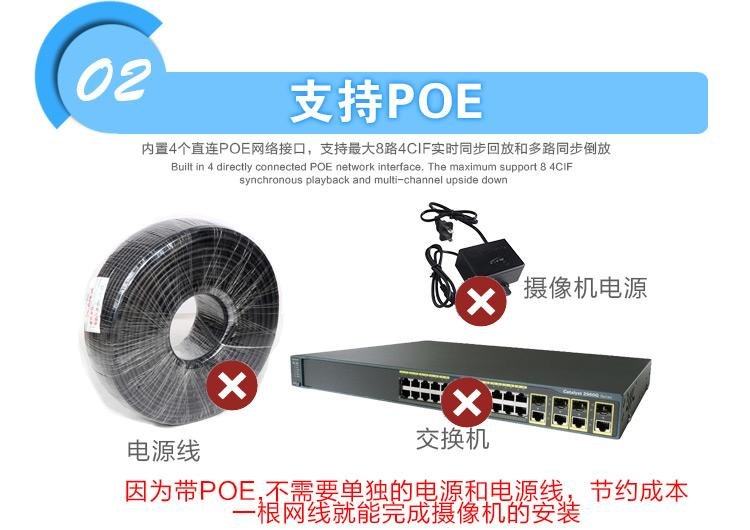 02
支持POE
内置4个直连POE网络接口，支持最大8路4CIF实时同步回放和多路同步倒放
Built in 4 directly connected POE network interface. The maximum support 8 4CIF
synchronous playback and multi-channel upside down
摄像机电源
Catalyst 2960G Series
电源线
交换机
因为带POE,不需要单独的电源和电源线，节约成本
一根网线就能完成摄像机的安装